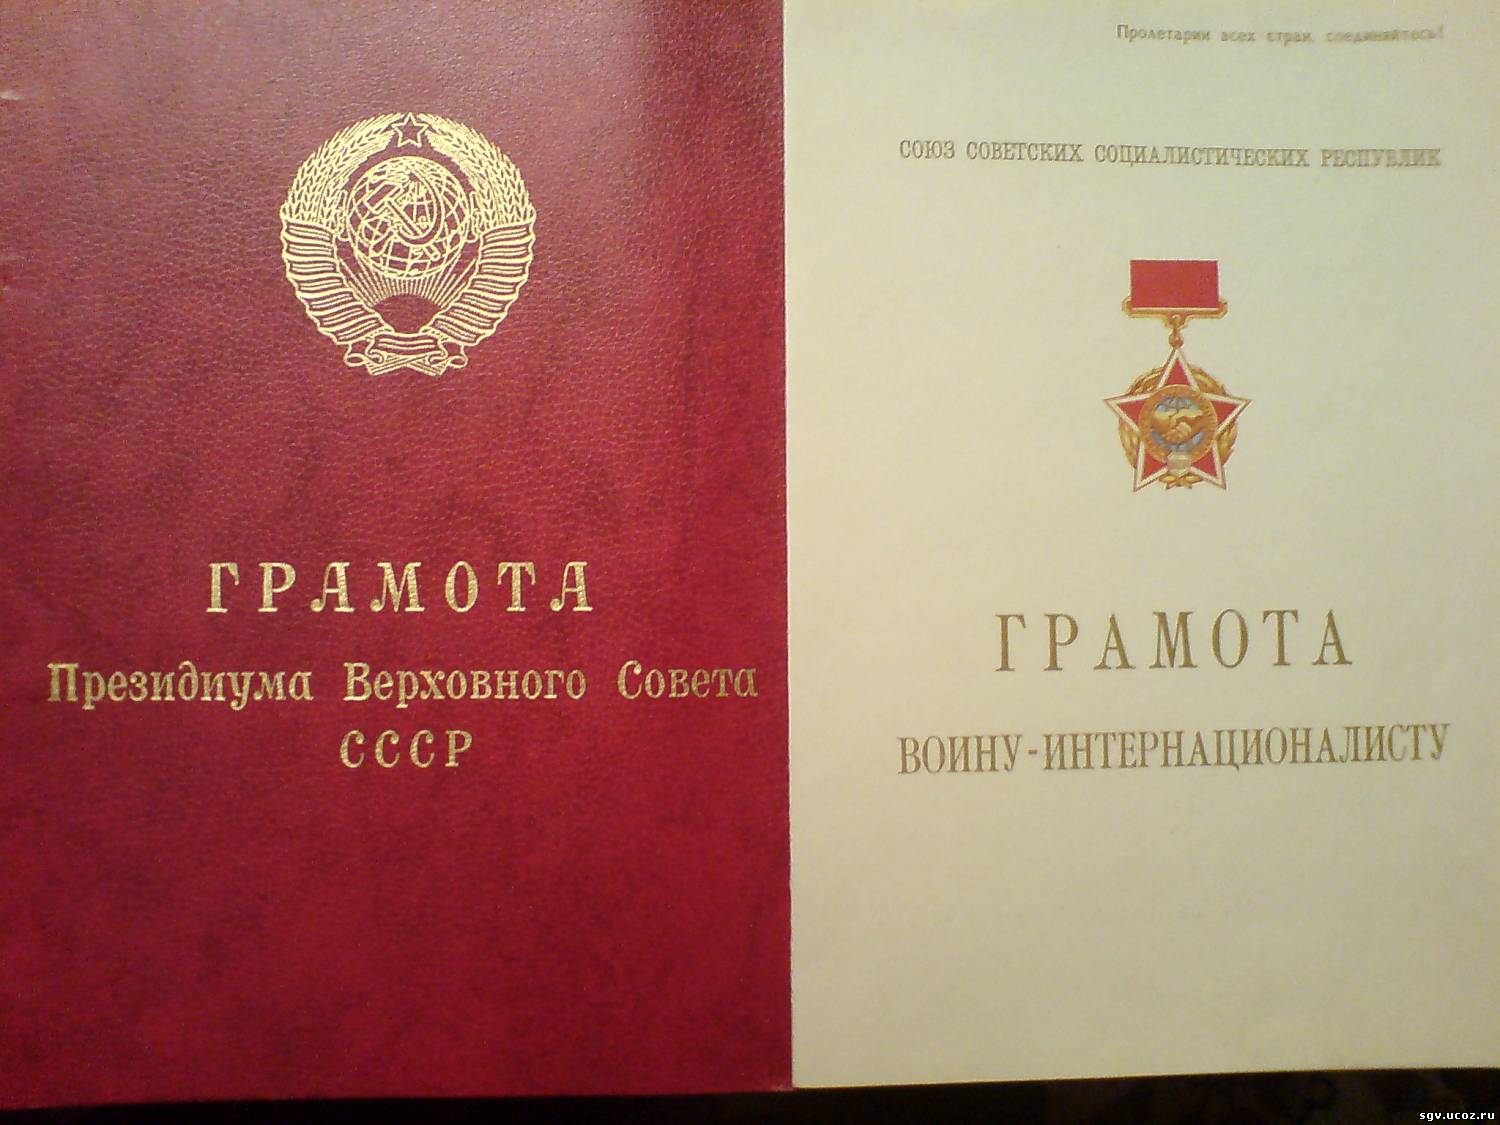 ГРАМОТА
Президиума Верховного Совета
СССР
Пролетарии всех стран, соединяйтесь!
СОЮЗ СОВЕТСКИХ СОЦИАЛИСТИЧЕСКИХ РЕСПУБЛИК
ГРАМОТА
ВОИНУ-ИНТЕРНАЦИОНАЛИСТУ
sgv.ucoz.ru